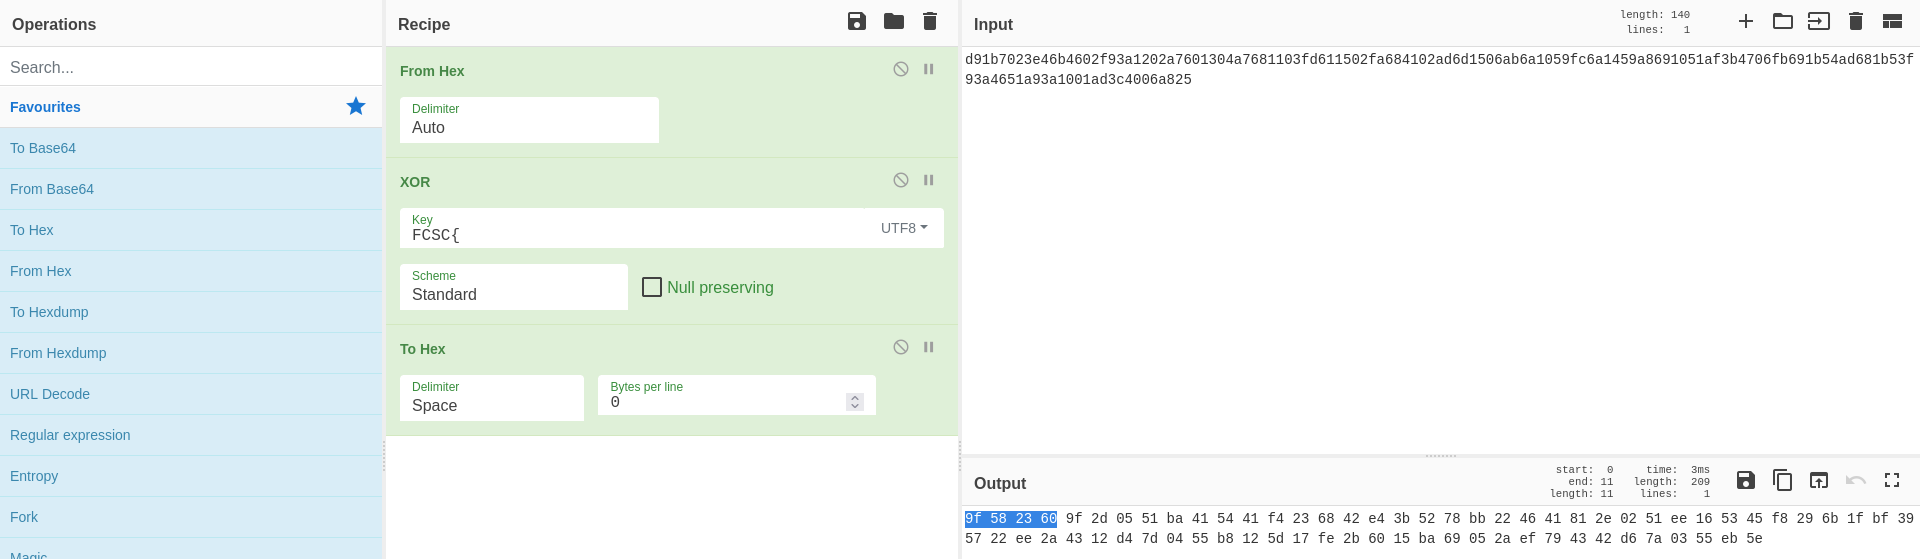 Operations
Search...
Favourites
To Base64
From Base64
To Hex
From Hex
To Hexdump
From Hexdump
URL Decode
Regular expression
Entropy
Fork
Magic
Recipe
From Hex
Delimiter
Auto
XOR
Key
FCSC{
UTF8
Scheme
Standard
Null preserving
To Hex
Delimiter
Space
Bytes per line
0
Input
length: 140
lines: 1
d91b7023e46b4602f93a1202a7601304a7681103fd611502fa684102ad6d1506ab6a1059fc6a1459a8691051af3b4706fb691b54ad681b53f
93a4651a93a1001ad3c4006a825
Output
start: 0 time: 3ms
end: 11 length: 209
length: 11 lines: 1
9f 58 23 60 9f 2d 05 51 ba 41 54 41 f4 23 68 42 e4 3b 52 78 bb 22 46 41 81 2e 02 51 ee 16 53 45 f8 29 6b 1f bf 39
57 22 ee 2a 43 12 d4 7d 04 55 b8 12 5d 17 fe 2b 60 15 ba 69 05 2a ef 79 43 42 d6 7a 03 55 eb 5e